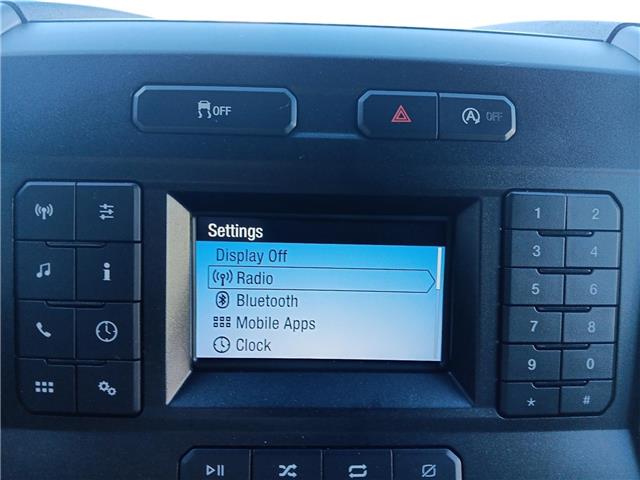 OFF
A OFF
Settings
Display Off
Radio
Bluetooth
Mobile Apps
Clock
i
1 2
3 4
5 6
7 8
9 0
* #